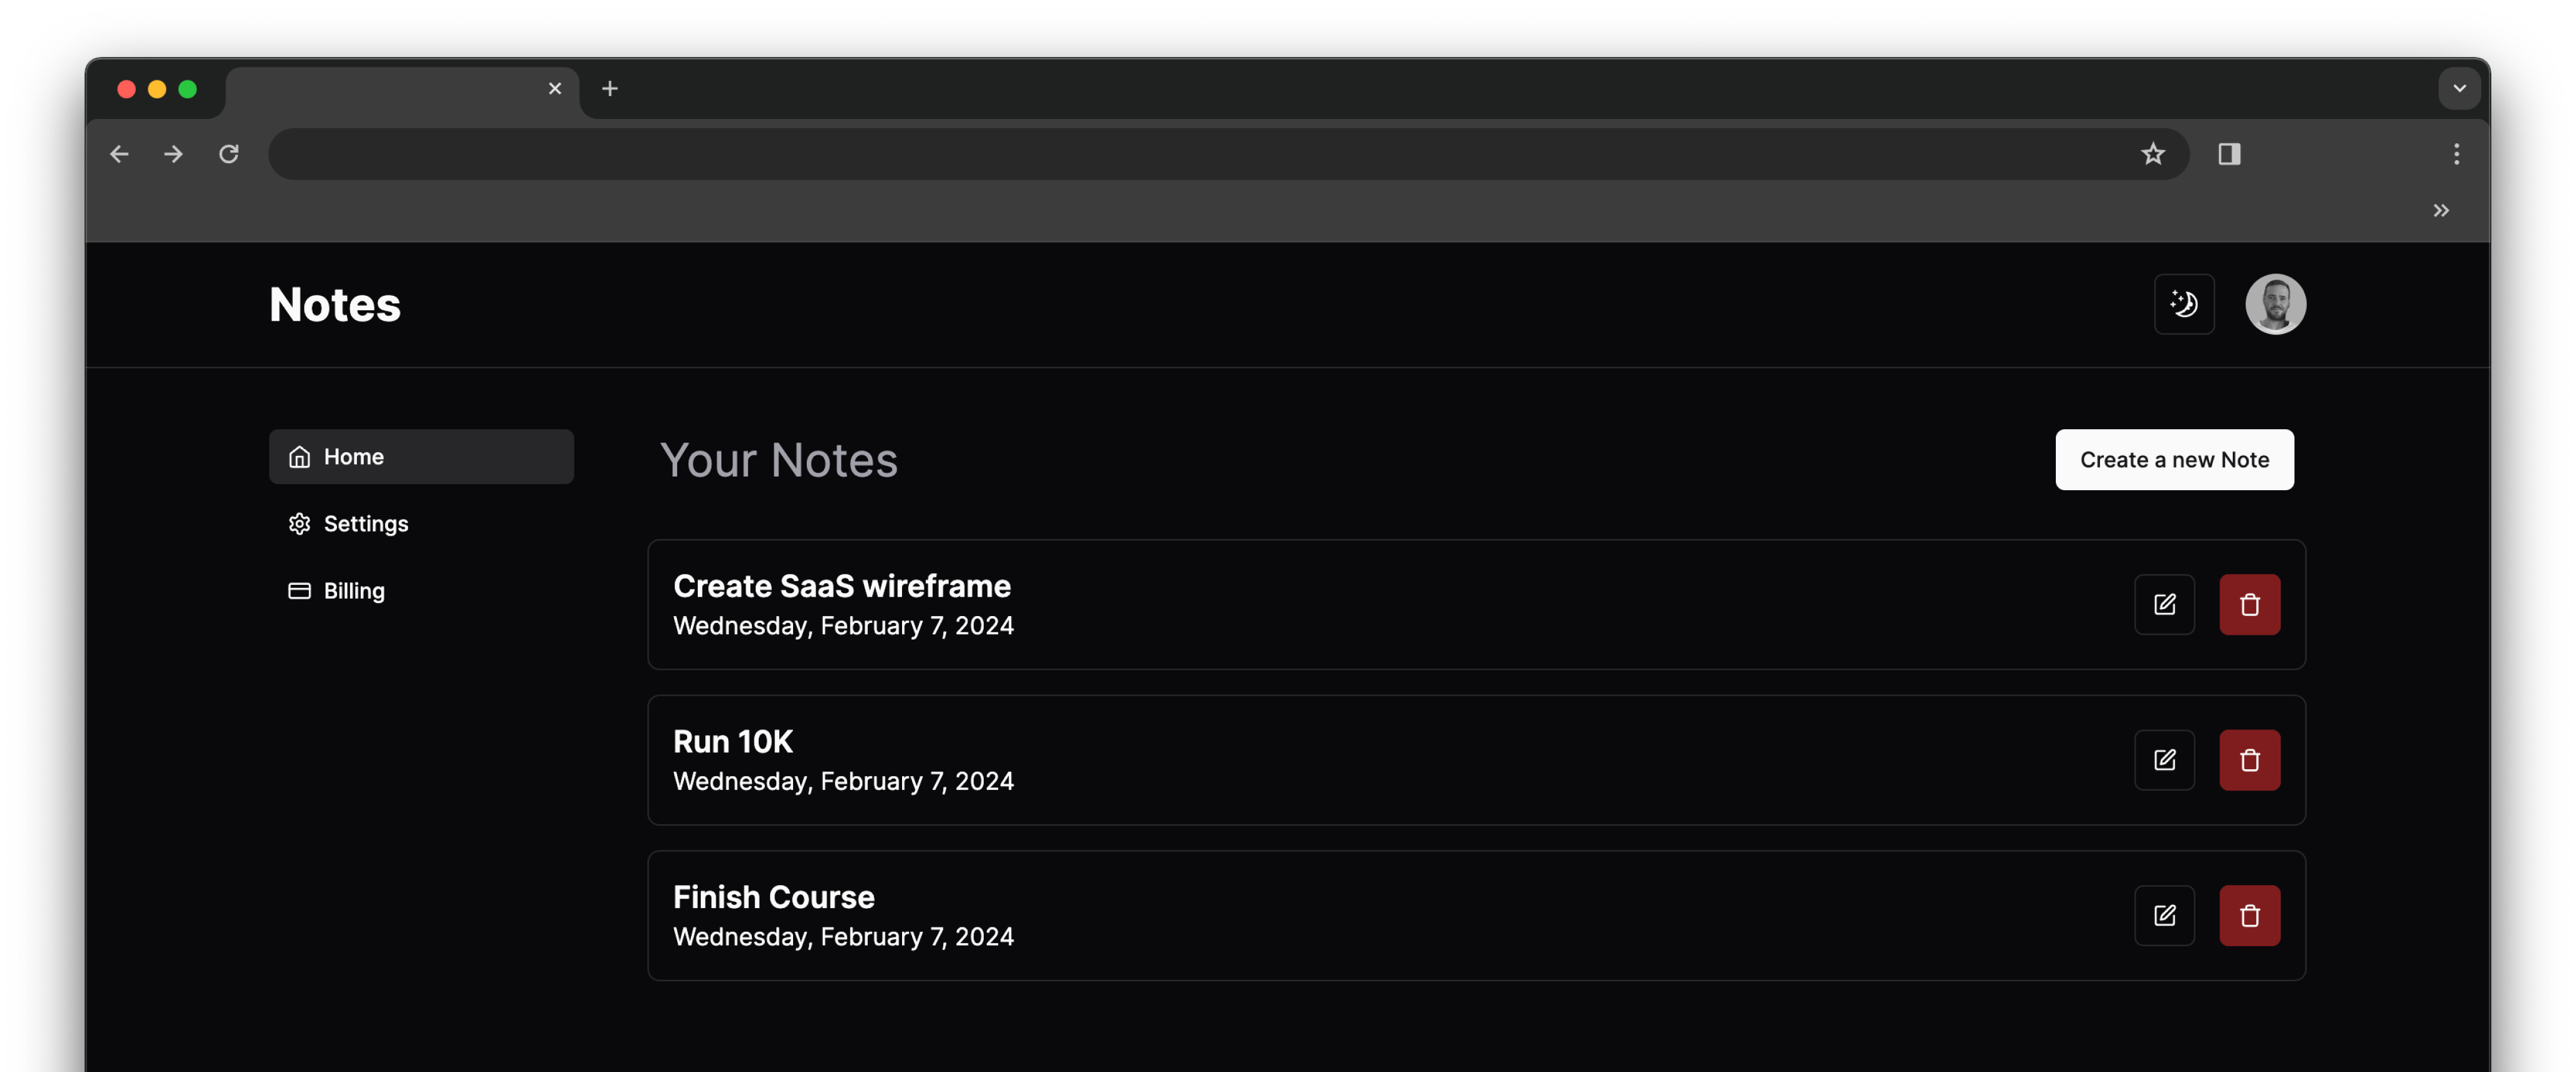 Notes
Home
Settings
Billing
Your Notes
Create a new Note
Create SaaS wireframe
Wednesday, February 7, 2024
Run 10K
Wednesday, February 7, 2024
Finish Course
Wednesday, February 7, 2024